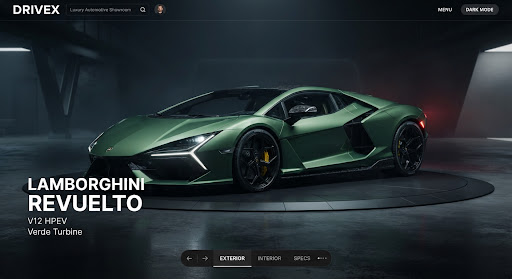 DRIVEX
Luxury Automotive Showroom
MENU
DARK MODE
LAMBORGHINI
REVUELTO
V12 HPEV
Verde Turbine
EXTERIOR
INTERIOR
SPECS